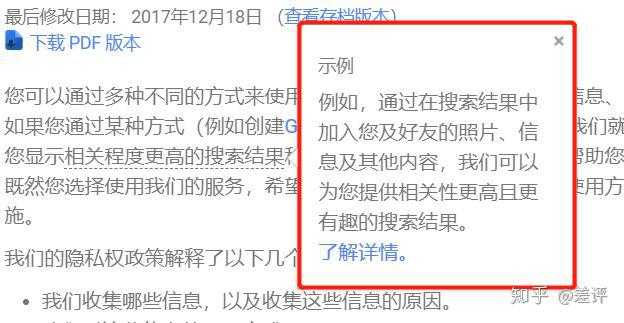 最后修改日期： 2017年12月18日 （查看存档版本）
下载 PDF 版本
×
示例
例如，通过在搜索结果中
加入您及好友的照片、信
息及其他内容，我们可以
为您提供相关性更高且更
有趣的搜索结果。
了解详情。
您可以通过多种不同的方式来使用 信息、
如果您通过某种方式（例如创建G 我们就
您显示相关程度更高的搜索结果 帮助您
既然您选择使用我们的服务，希望 使用方
施。
我们的隐私权政策解释了以下几个
• 我们收集哪些信息，以及收集这些信息的原因。
知乎 @差评